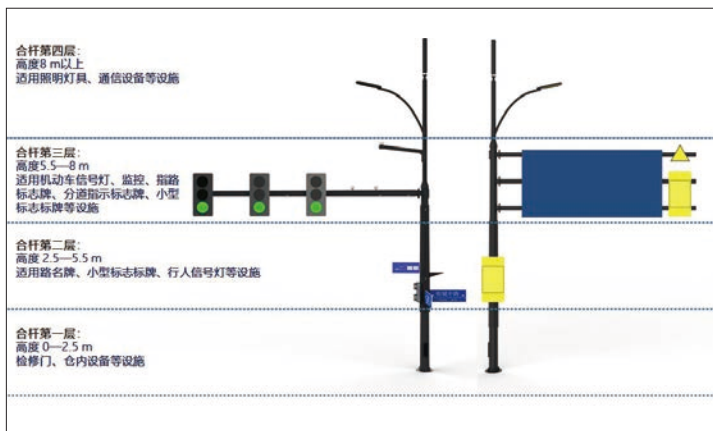 合杆第四层：
高度8 m以上
适用照明灯具、通信设备等设施
合杆第三层：
高度5.5—8 m
适用机动车信号灯、监控、指路
标志牌、分道指示标志牌、小型
标志标牌等设施
合杆第二层：
高度 2.5—5.5 m
适用路名牌、小型标志标牌、行人信号灯等设施
合杆第一层：
高度 0—2.5 m
检修门、仓内设备等设施